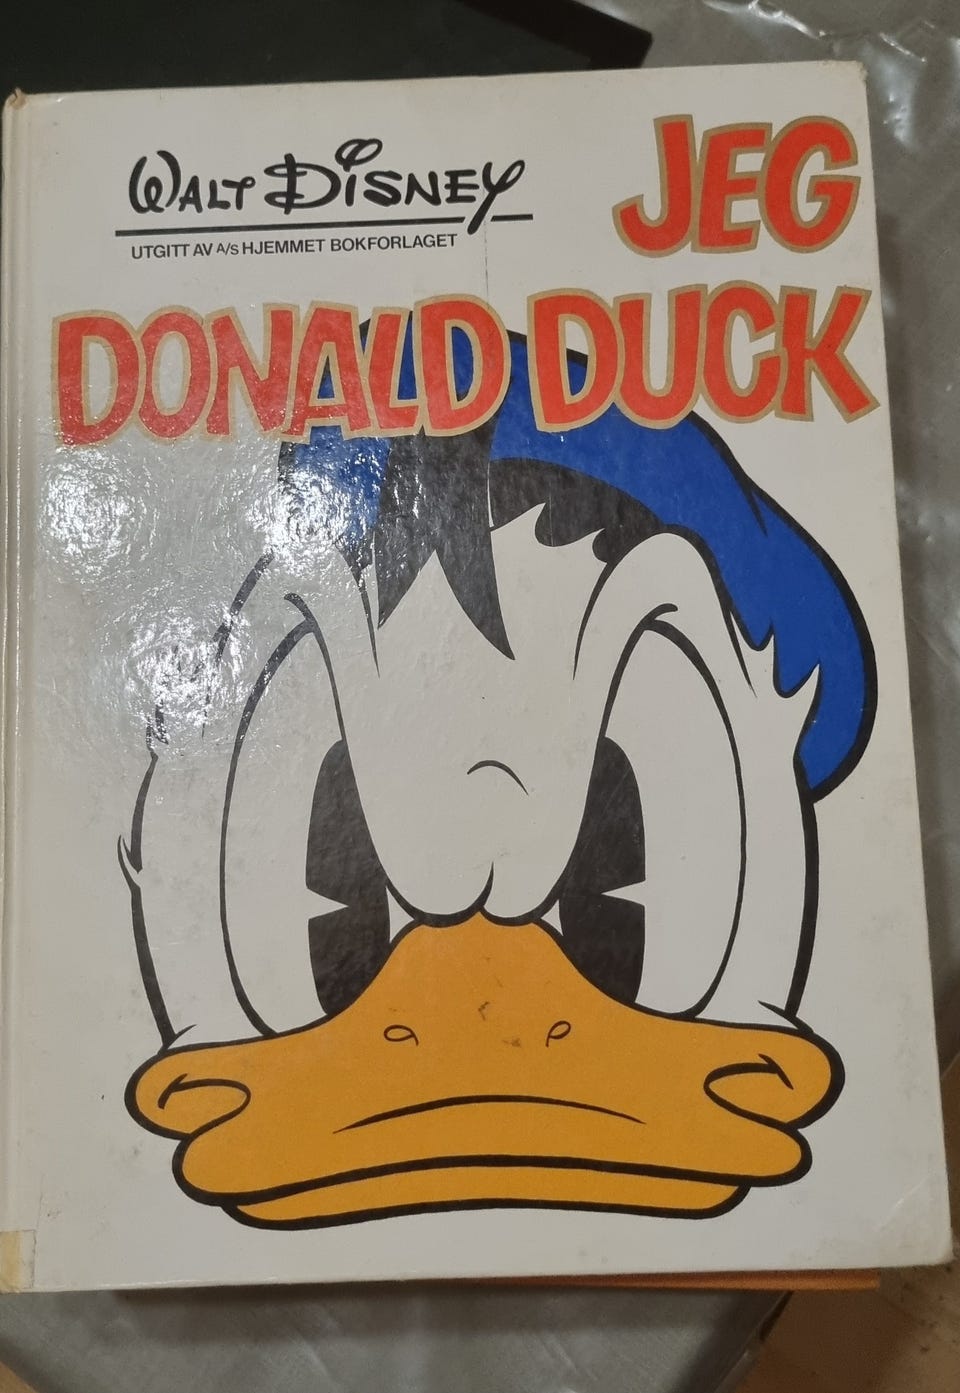 WALT DISNEY
UTGITT AV A/S HJEMMET BOKFORLAGET
JEG
DONALD DUCK